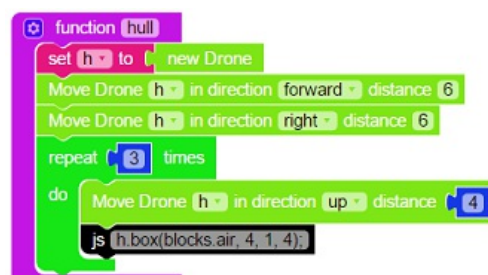 function hull
set h to new Drone
Move Drone h in direction forward distance 6
Move Drone h in direction right distance 6
repeat 3 times
do Move Drone h in direction up distance 4
js h.box(blocks.air, 4, 1, 4);